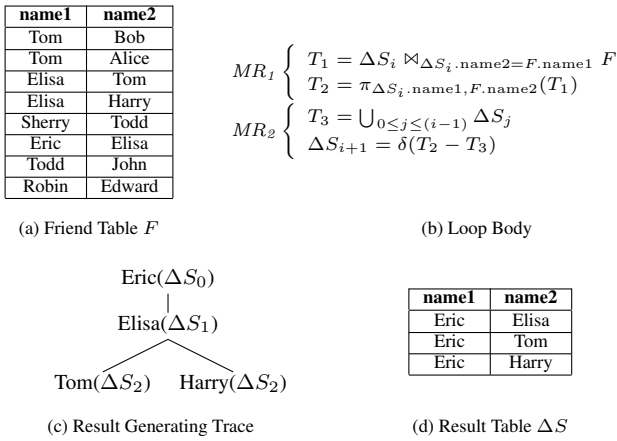 name1 name2
Tom Bob
Tom Alice
Elisa Tom
Elisa Harry
Sherry Todd
Eric Elisa
Todd John
Robin Edward
(a) Friend Table F
MR₁ { T₁ = ΔSᵢ ⋈_{ΔSᵢ.name2=F.name1} F
T₂ = π_{ΔSᵢ.name1,F.name2}(T₁)
MR₂ { T₃ = ⋃_{0≤j≤(i−1)} ΔSⱼ
ΔSᵢ₊₁ = δ(T₂ − T₃)
(b) Loop Body
Eric(ΔS₀)
Elisa(ΔS₁)
Tom(ΔS₂) Harry(ΔS₂)
(c) Result Generating Trace
name1 name2
Eric Elisa
Eric Tom
Eric Harry
(d) Result Table ΔS